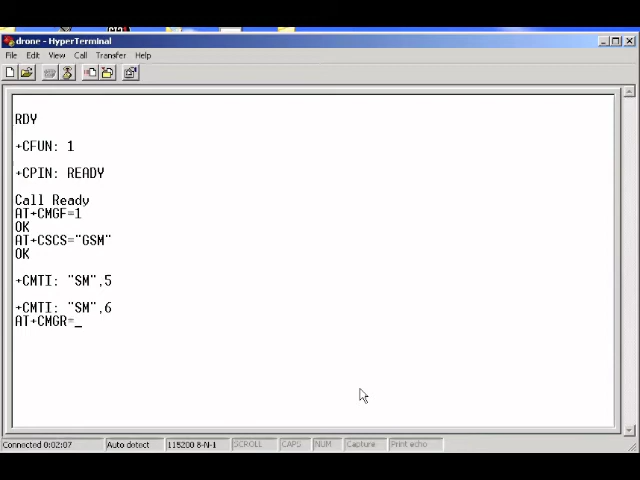 drone - HyperTerminal
File Edit View Call Transfer Help
RDY
+CFUN: 1
+CPIN: READY
Call Ready
AT+CMGF=1
OK
AT+CSCS="GSM"
OK
+CMTI: "SM",5
+CMTI: "SM",6
AT+CMGR=_
Connected 0:02:07 Auto detect 115200 8-N-1 SCROLL CAPS NUM Capture Print echo